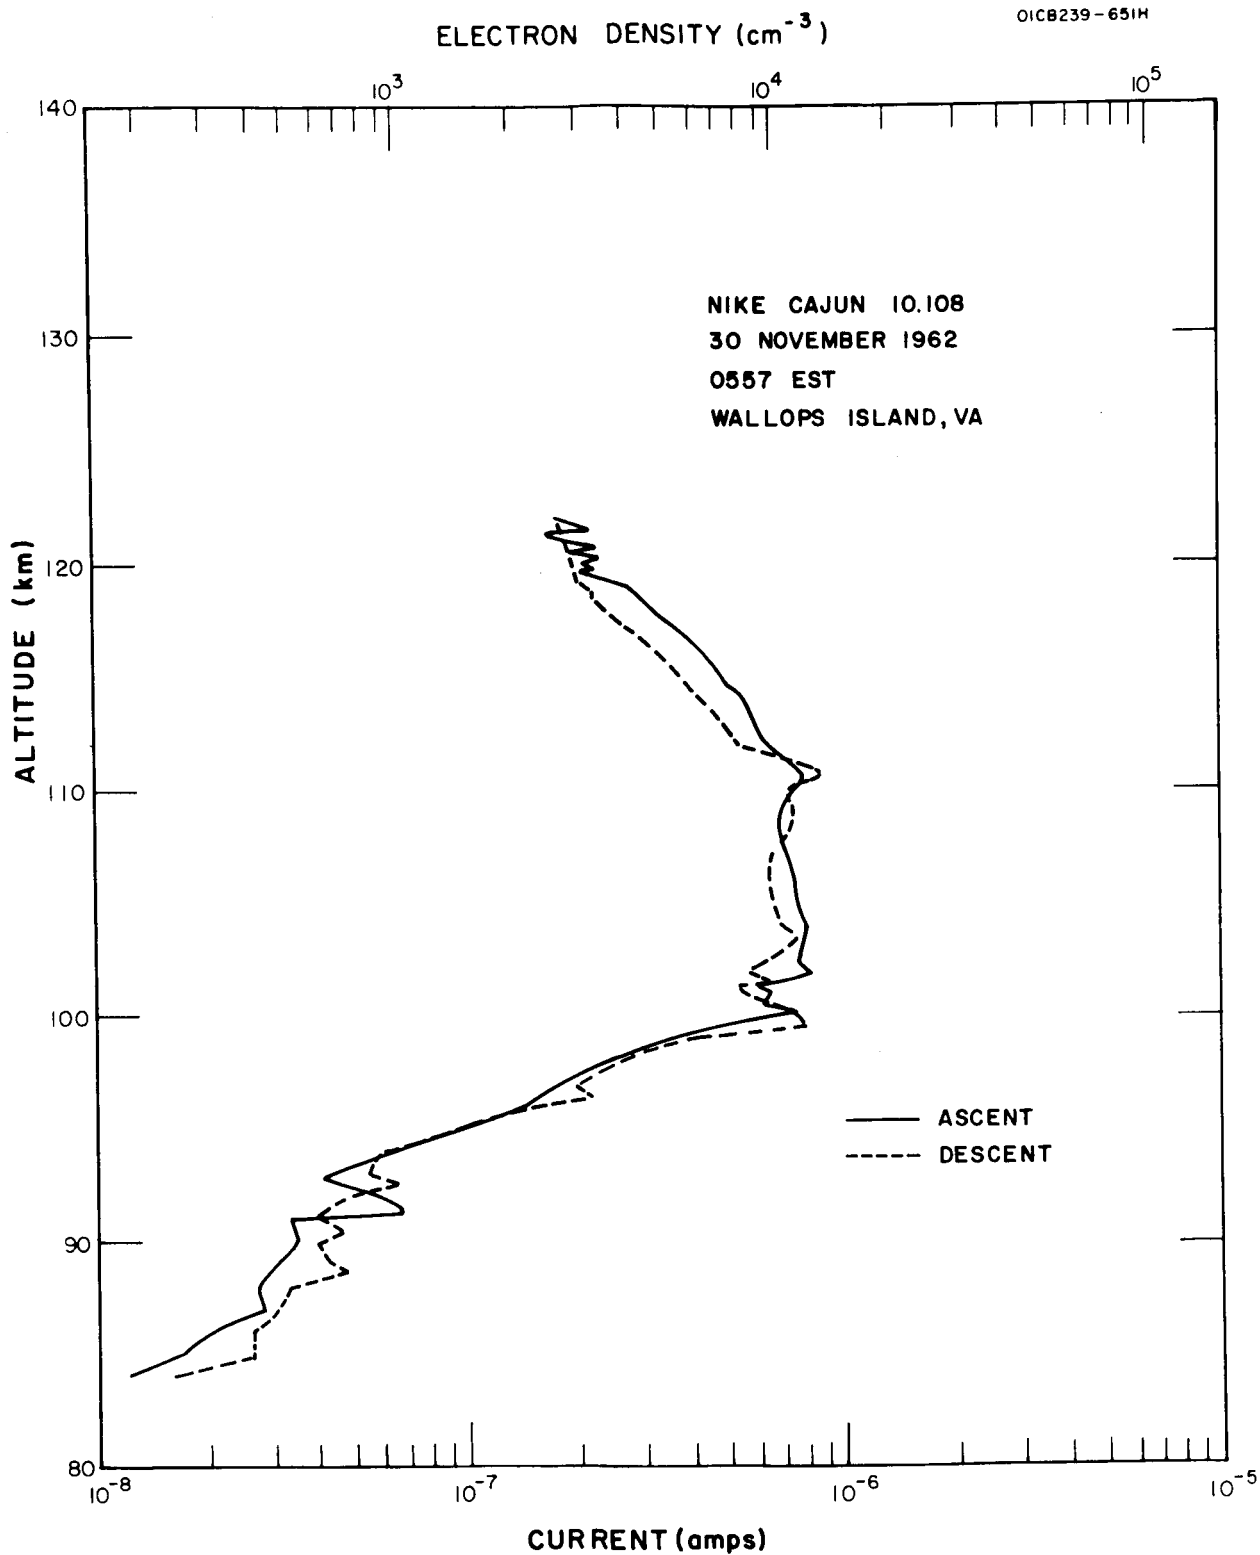 OICB239-651H
ELECTRON DENSITY (cm⁻³)
10³ 10⁴ 10⁵
140
130
120
110
100
90
80
ALTITUDE (km)
NIKE CAJUN 10.108
30 NOVEMBER 1962
0557 EST
WALLOPS ISLAND, VA
ASCENT
DESCENT
10⁻⁸ 10⁻⁷ 10⁻⁶ 10⁻⁵
CURRENT (amps)